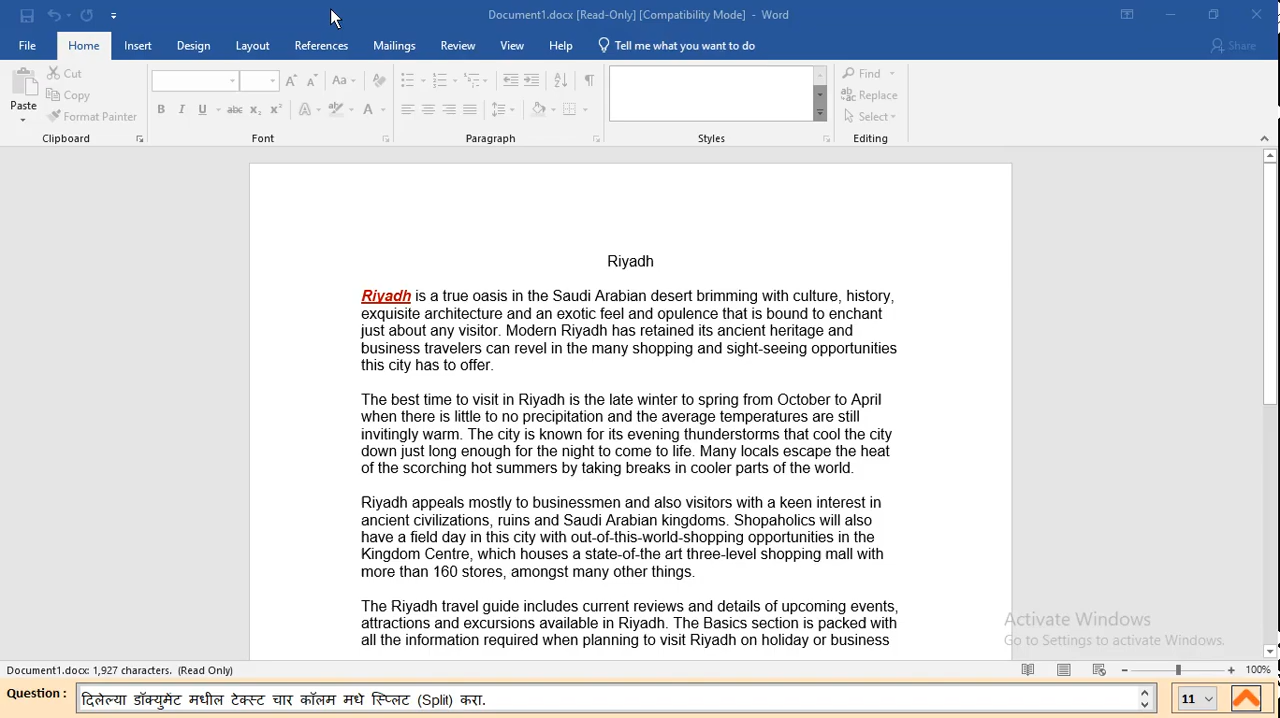 Document1.docx [Read-Only] [Compatibility Mode] - Word
File Home Insert Design Layout References Mailings Review View Help Tell me what you want to do Share
Cut
Copy
Format Painter
Paste
Clipboard
Font
Paragraph
Styles
Find
Replace
Select
Editing
Riyadh
Riyadh is a true oasis in the Saudi Arabian desert brimming with culture, history,
exquisite architecture and an exotic feel and opulence that is bound to enchant
just about any visitor. Modern Riyadh has retained its ancient heritage and
business travelers can revel in the many shopping and sight-seeing opportunities
this city has to offer.
The best time to visit in Riyadh is the late winter to spring from October to April
when there is little to no precipitation and the average temperatures are still
invitingly warm. The city is known for its evening thunderstorms that cool the city
down just long enough for the night to come to life. Many locals escape the heat
of the scorching hot summers by taking breaks in cooler parts of the world.
Riyadh appeals mostly to businessmen and also visitors with a keen interest in
ancient civilizations, ruins and Saudi Arabian kingdoms. Shopaholics will also
have a field day in this city with out-of-this-world-shopping opportunities in the
Kingdom Centre, which houses a state-of-the art three-level shopping mall with
more than 160 stores, amongst many other things.
The Riyadh travel guide includes current reviews and details of upcoming events,
attractions and excursions available in Riyadh. The Basics section is packed with
all the information required when planning to visit Riyadh on holiday or business
Activate Windows
Go to Settings to activate Windows.
Document1.docx: 1,927 characters. (Read Only)
100%
Question : दिलेल्या डॉक्युमेंट मधील टेक्स्ट चार कॉलम मधे स्प्लिट (Split) करा.
11